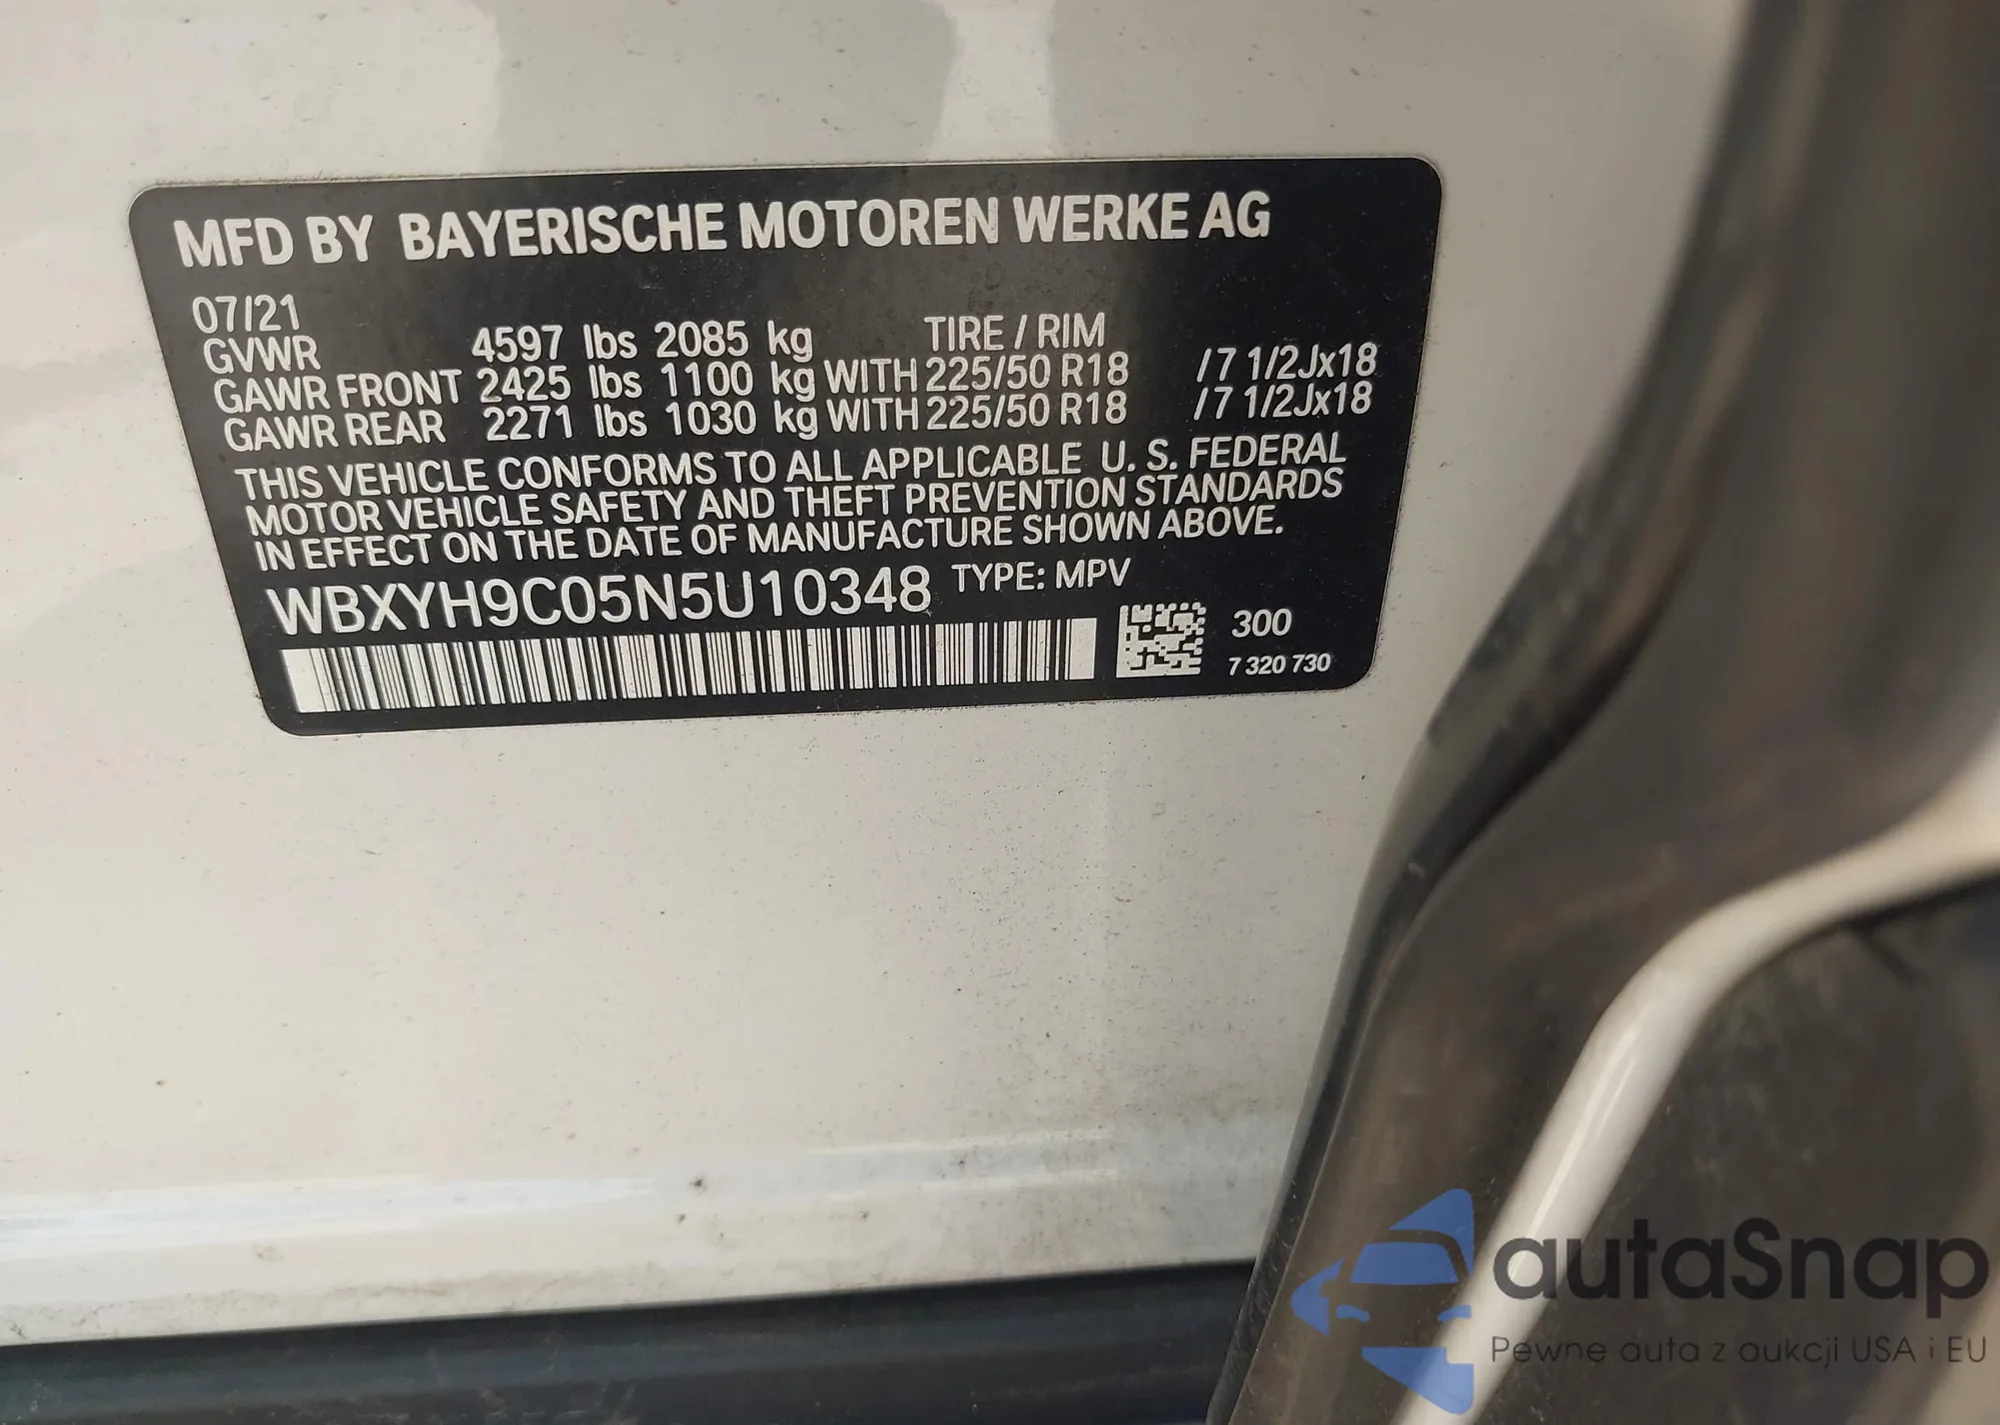 MFD BY BAYERISCHE MOTOREN WERKE AG
07/21
GVWR 4597 lbs 2085 kg TIRE / RIM
GAWR FRONT 2425 lbs 1100 kg WITH 225/50 R18 /7 1/2Jx18
GAWR REAR 2271 lbs 1030 kg WITH 225/50 R18 /7 1/2Jx18
THIS VEHICLE CONFORMS TO ALL APPLICABLE U. S. FEDERAL
MOTOR VEHICLE SAFETY AND THEFT PREVENTION STANDARDS
IN EFFECT ON THE DATE OF MANUFACTURE SHOWN ABOVE.
WBXYH9C05N5U10348 TYPE: MPV
300
7 320 730
autaSnap
Pewne auta z aukcji USA i EU